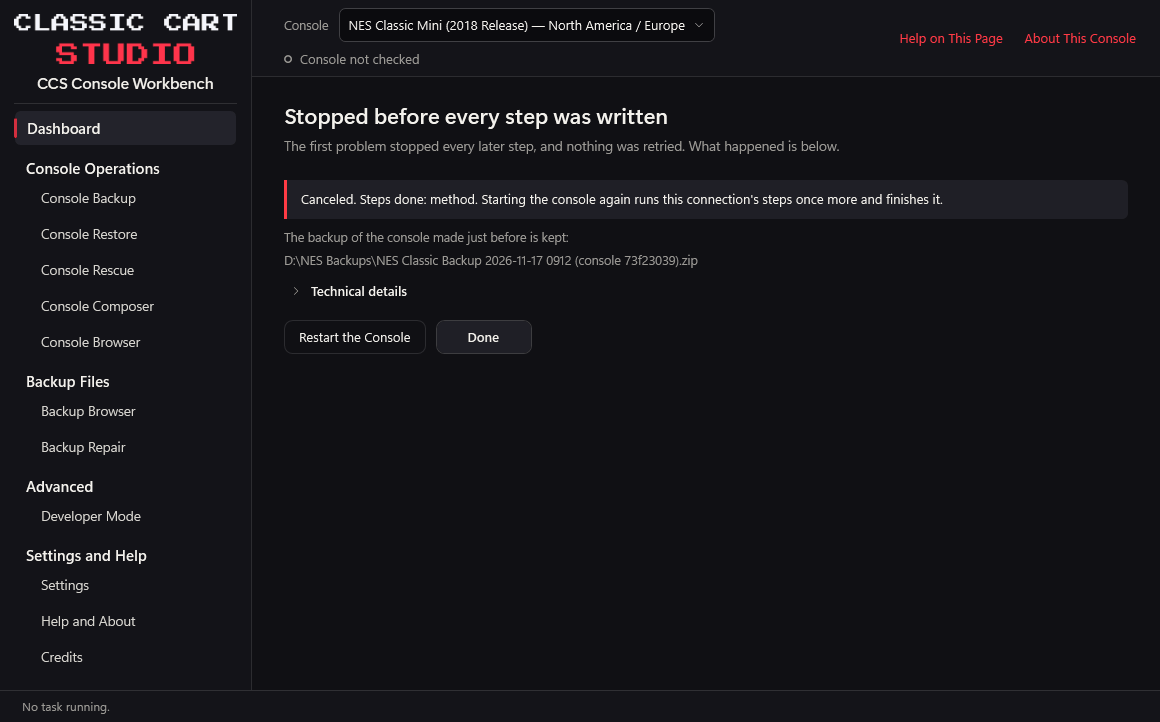 CLASSIC CART
STUDIO
CCS Console Workbench
Dashboard
Console Operations
Console Backup
Console Restore
Console Rescue
Console Composer
Console Browser
Backup Files
Backup Browser
Backup Repair
Advanced
Developer Mode
Settings and Help
Settings
Help and About
Credits
Console
NES Classic Mini (2018 Release) — North America / Europe
Console not checked
Help on This Page
About This Console
Stopped before every step was written
The first problem stopped every later step, and nothing was retried. What happened is below.
Canceled. Steps done: method. Starting the console again runs this connection's steps once more and finishes it.
The backup of the console made just before is kept:
D:\NES Backups\NES Classic Backup 2026-11-17 0912 (console 73f23039).zip
Technical details
Restart the Console
Done
No task running.